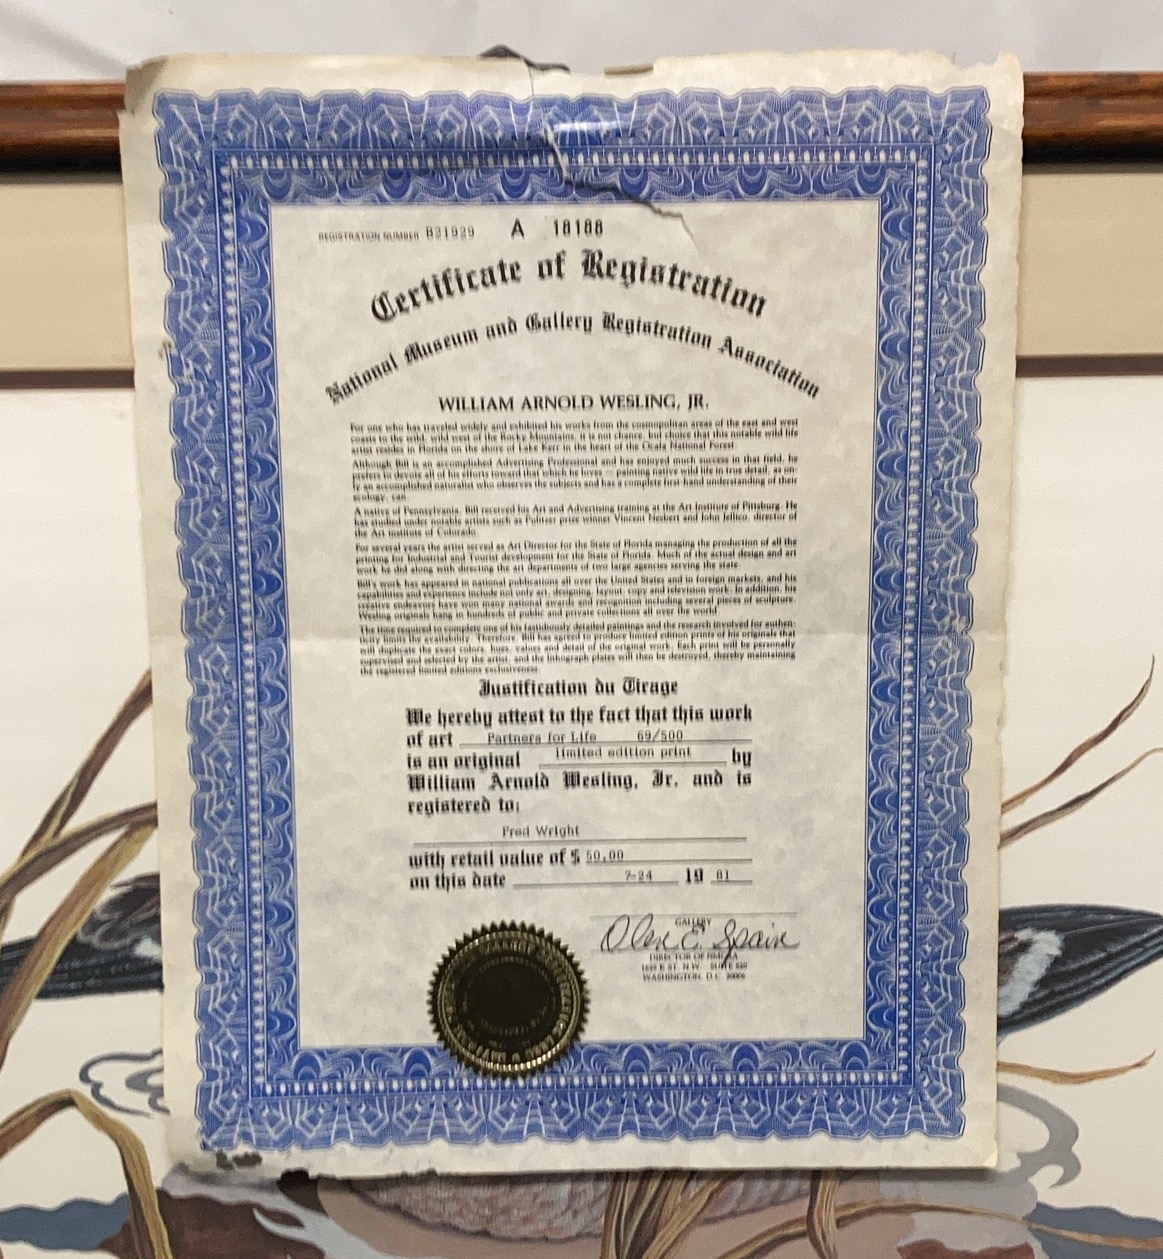 REGISTRATION NUMBER B21929 A 18188
Certificate of Registration
National Museum and Gallery Registration Association
WILLIAM ARNOLD WESLING, JR.
For one who has traveled widely and exhibited his works from the cosmopolitan areas of the east and west
coasts to the wild, wild west of the Rocky Mountains, it is not chance, but choice that this notable wild life
artist resides in Florida on the shore of Lake Kerr in the heart of the Ocala National Forest.
Although Bill is an accomplished Advertising Professional and has enjoyed much success in that field, he
prefers to devote all of his efforts toward that which he loves — painting native wild life in true detail, as on-
ly an accomplished naturalist who observes the subjects and has a complete first-hand understanding of their
ecology, can.
A native of Pennsylvania, Bill received his Art and Advertising training at the Art Institute of Pittsburg. He
has studied under notable artists such as Pulitzer prize winner Vincent Nesbert and John Jellico, director of
the Art Institute of Colorado.
For several years the artist served as Art Director for the State of Florida managing the production of all the
printing for Industrial and Tourist development for the State of Florida. Much of the actual design and art
work he did along with directing the art departments of two large agencies serving the state.
Bill's work has appeared in national publications all over the United States and in foreign markets, and his
capabilities and experience include not only art, designing, layout, copy and television work. In addition, his
creative endeavors have won many national awards and recognition including several pieces of sculpture.
Wesling originals hang in hundreds of public and private collections all over the world.
The time required to complete one of his fastidiously detailed paintings and the research involved for authen-
ticity limits the availability. Therefore, Bill has agreed to produce limited edition prints of his originals that
will duplicate the exact colors, hues, values and detail of the original work. Each print will be personally
supervised and selected by the artist, and the lithograph plates will then be destroyed, thereby maintaining
the registered limited editions exclusiveness.
Justification du Tirage
We hereby attest to the fact that this work
of art Partners for Life 69/500
is an original limited edition print by
William Arnold Wesling, Jr. and is
registered to:
Fred Wright
with retail value of $ 50.00
on this date 7-24 19 81
GALLERY
DIRECTOR OF NMGRA
WASHINGTON, D.C. 20006